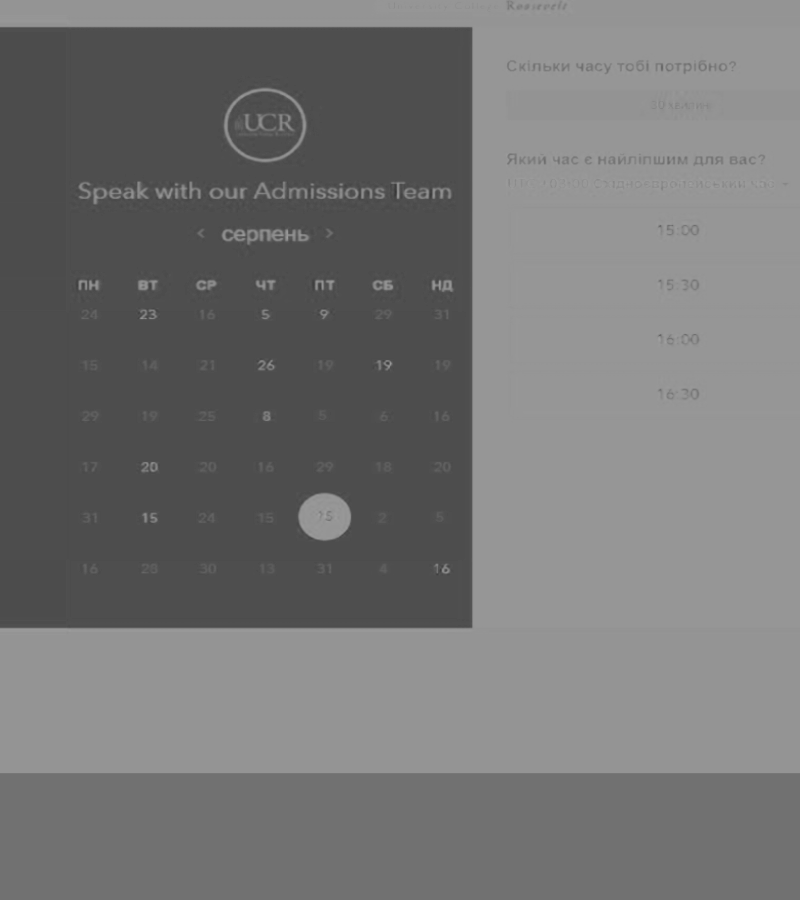 Roosevelt
UCR
Speak with our Admissions Team
< серпень >
ПН ВТ СР ЧТ ПТ СБ НД
24 23 16 5 9 29 31
15 14 21 26 19 19 19
29 19 25 8 5 6 16
17 20 20 16 29 18 20
31 15 24 15 15 2 5
16 28 30 13 31 4 16
Скільки часу тобі потрібно?
30 хвилин
Який час є найліпшим для вас?
15:00
15:30
16:00
16:30